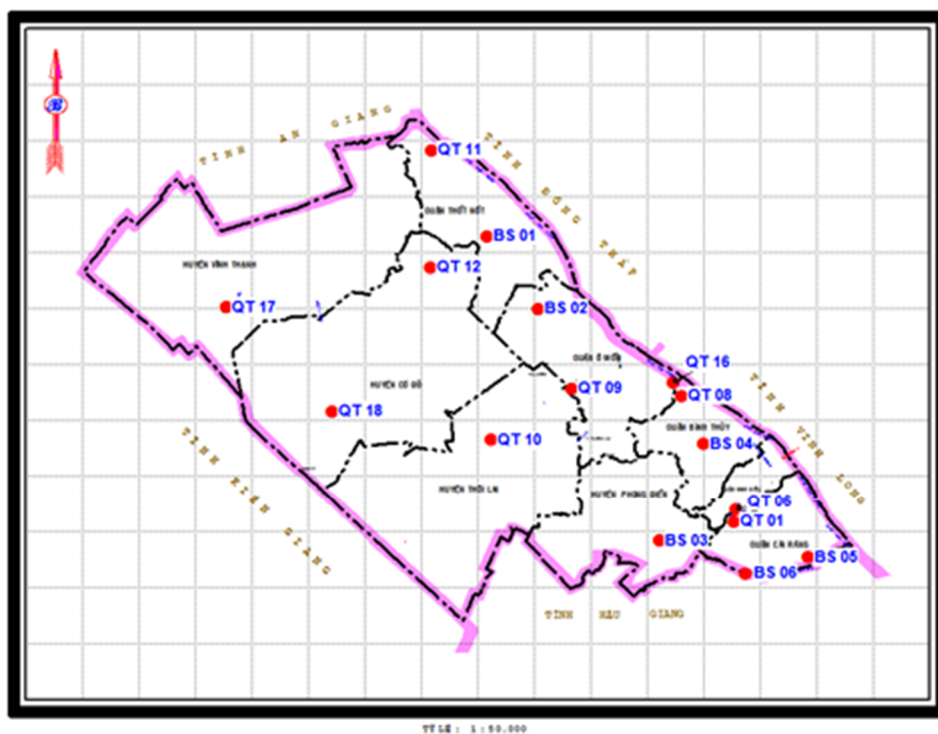 TỈNH AN GIANG
QT 11
TỈNH ĐỒNG THÁP
QUẬN THỐT NỐT
BS 01
HUYỆN VĨNH THẠNH
QT 12
QT 17
BS 02
QUẬN Ô MÔN
QT 16
HUYỆN CỜ ĐỎ
QT 09
QT 08
TỈNH VĨNH LONG
QT 18
QUẬN BÌNH THỦY
TỈNH KIÊN GIANG
QT 10
BS 04
HUYỆN THỚI LAI
HUYỆN PHONG ĐIỀN
QT 06
QT 01
BS 03
QUẬN CÁI RĂNG
BS 05
BS 06
TỈNH HẬU GIANG
TỶ LỆ : 1 : 50.000